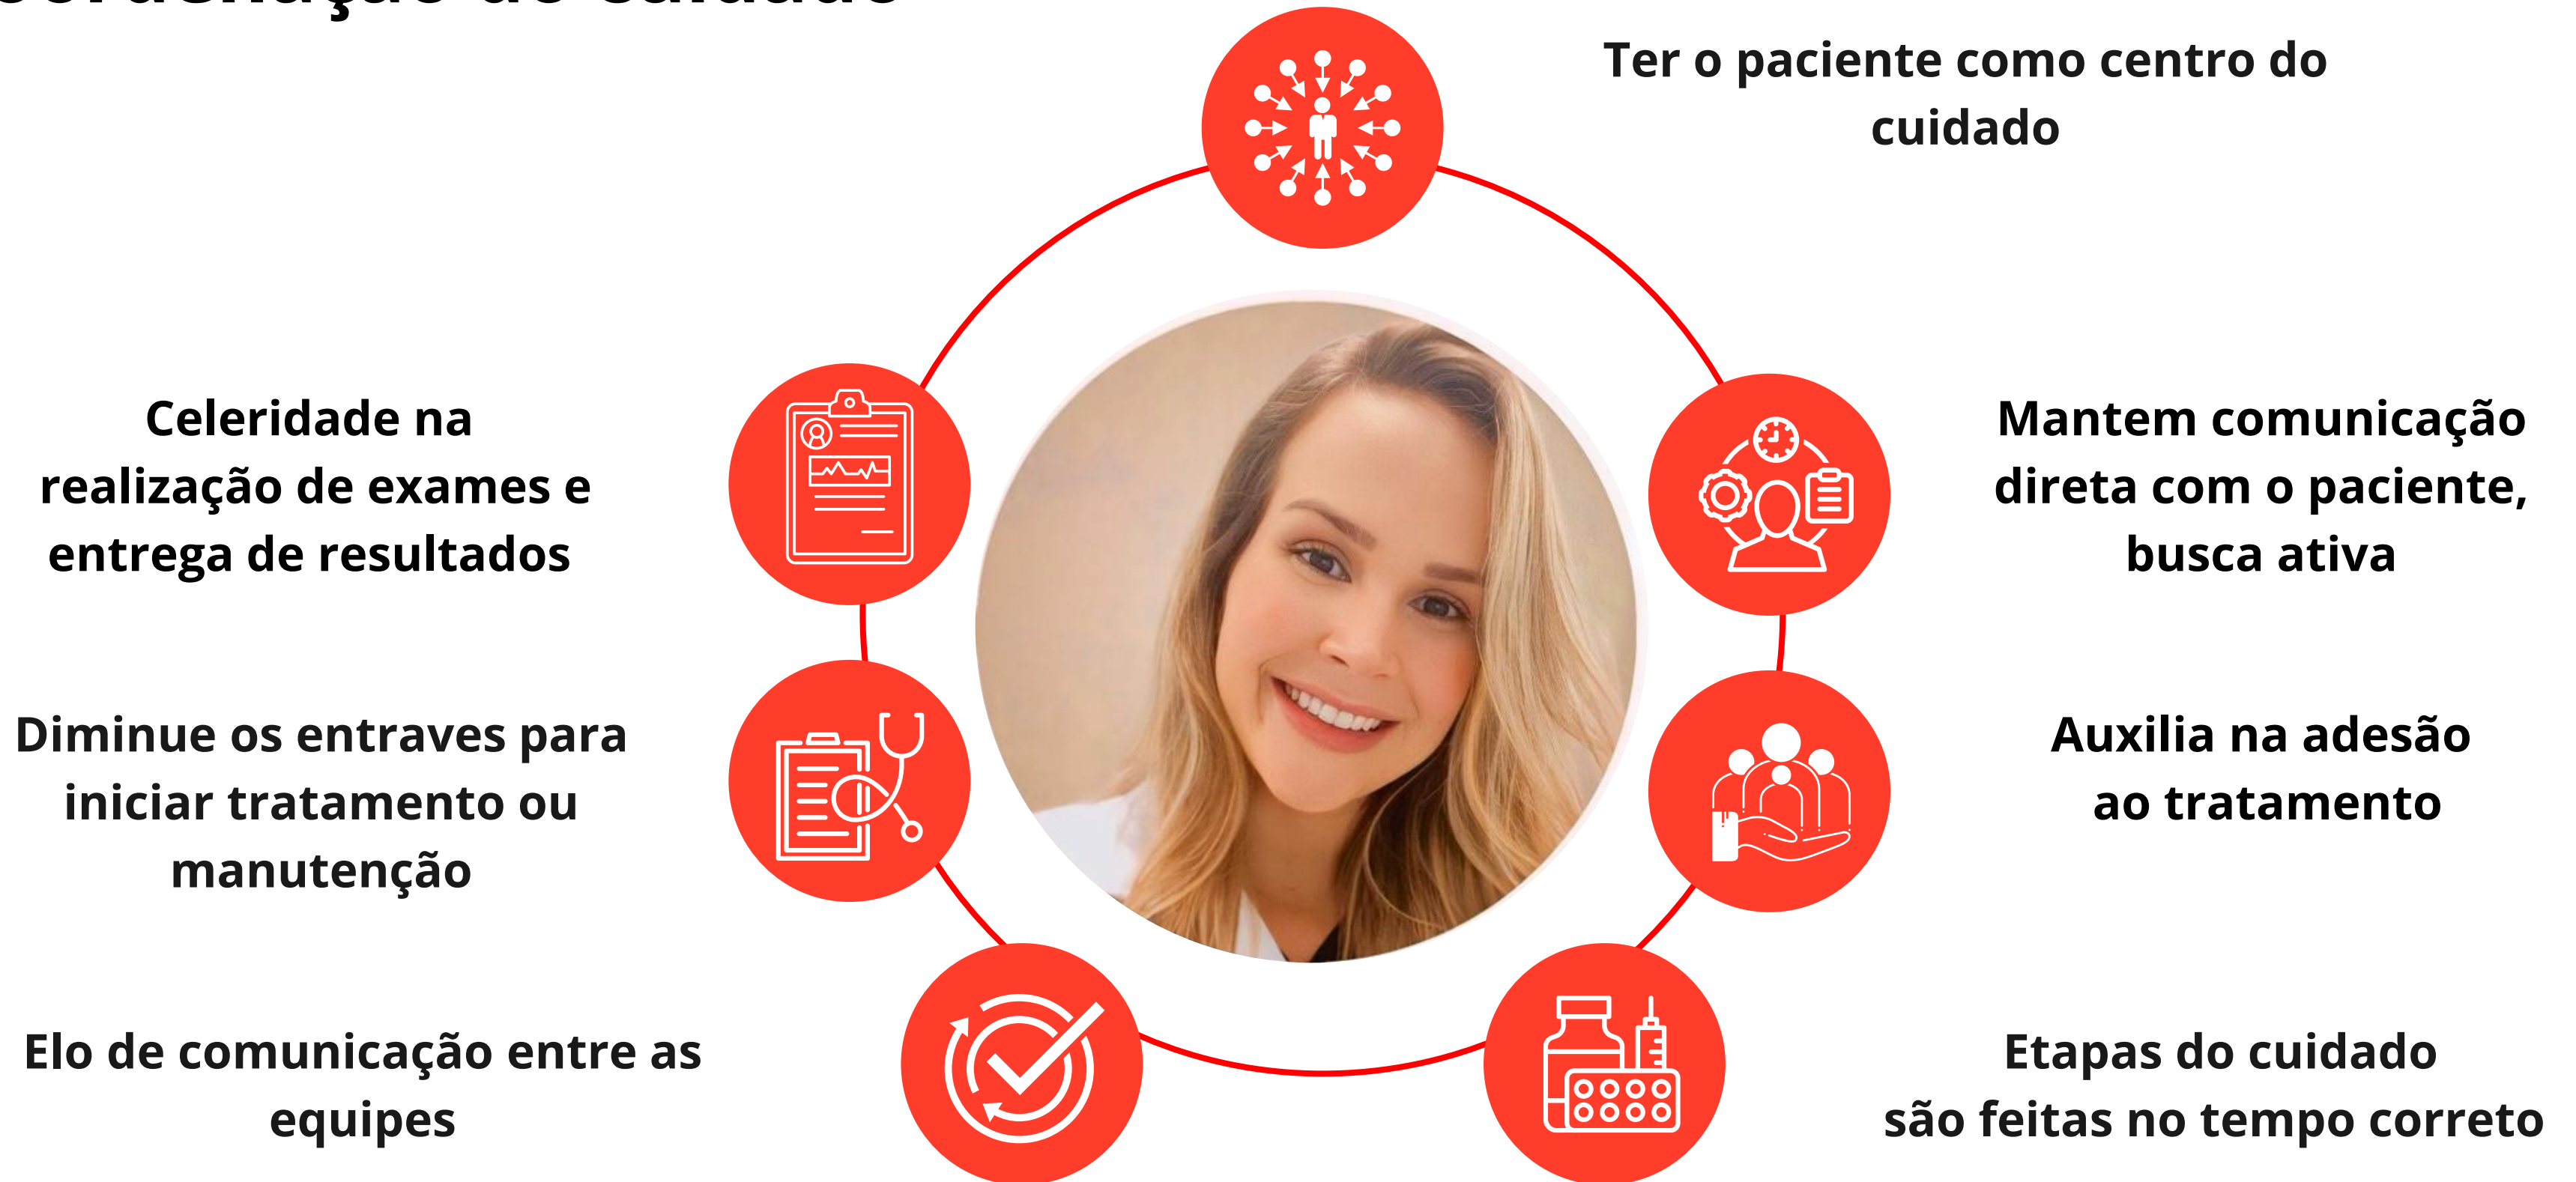 Ter o paciente como centro do
cuidado
Celeridade na
realização de exames e
entrega de resultados
Mantem comunicação
direta com o paciente,
busca ativa
Diminue os entraves para
iniciar tratamento ou
manutenção
Auxilia na adesão
ao tratamento
Elo de comunicação entre as
equipes
Etapas do cuidado
são feitas no tempo correto